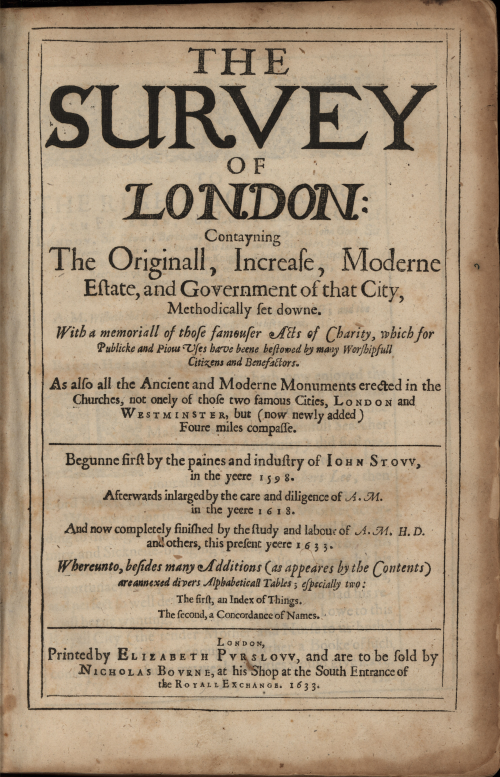 THE
SURVEY
OF
LONDON:
Contayning
The Originall, Increaſe, Moderne
Eſtate, and Government of that City,
Methodically ſet downe.
With a memoriall of thoſe famouſer Acts of Charity, which for
Publicke and Pious Vſes have beene beſtowed by many Worſhipfull
Citizens and Benefactors.
As alſo all the Ancient and Moderne Monuments erected in the
Churches, not onely of thoſe two famous Cities, LONDON and
WESTMINSTER, but (now newly added)
Foure miles compaſſe.
Begunne firſt by the paines and induſtry of IOHN STOVV,
in the yeere 1598.
Afterwards inlarged by the care and diligence of A.M.
in the yeere 1618.
And now completely finiſhed by the ſtudy and labour of A.M. H.D.
and others, this preſent yeere 1633.
Whereunto, beſides many Additions (as appeares by the Contents)
are annexed divers Alphabeticall Tables; eſpecially two:
The firſt, an Index of Things.
The ſecond, a Concordance of Names.
LONDON,
Printed by ELIZABETH PVRSLOVV, and are to be ſold by
NICHOLAS BOVRNE, at his Shop at the South Entrance of
the ROYALL EXCHANGE. 1633.